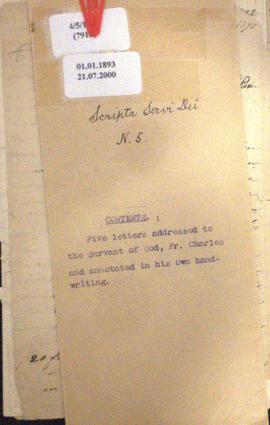 4/5/1
(791
01.01.1893
21.07.2000
Scripta Servi Dei
N. 5.
CONTENTS. :
Five letters addressed to
the Servant of God, Fr. Charles
and annotated in his own hand-
writing.